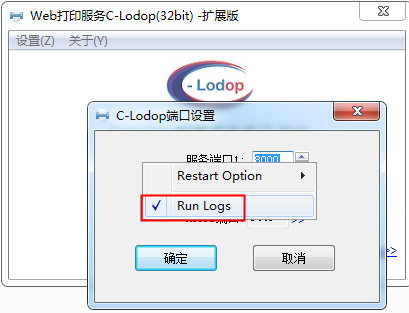 Web打印服务C-Lodop(32bit) -扩展版
设置(Z) 关于(Y)
C - Lodop
C-Lodop端口设置
服务端口1: 8000
Restart Option
Run Logs
>>
确定 取消
>>